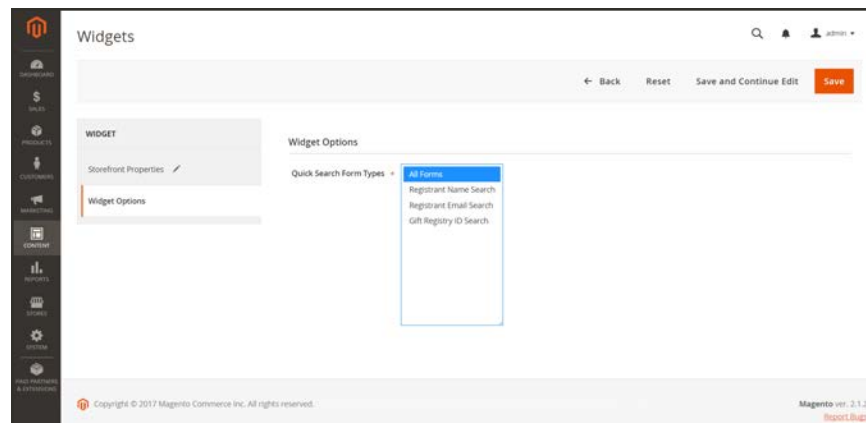 Widgets
admin
DASHBOARD
SALES
PRODUCTS
CUSTOMERS
MARKETING
CONTENT
REPORTS
STORES
SYSTEM
FIND PARTNERS
& EXTENSIONS
Back Reset Save and Continue Edit Save
WIDGET
Storefront Properties
Widget Options
Widget Options
Quick Search Form Types *
All Forms
Registrant Name Search
Registrant Email Search
Gift Registry ID Search
Copyright © 2017 Magento Commerce Inc. All rights reserved.
Magento ver. 2.1.
Report Bugs